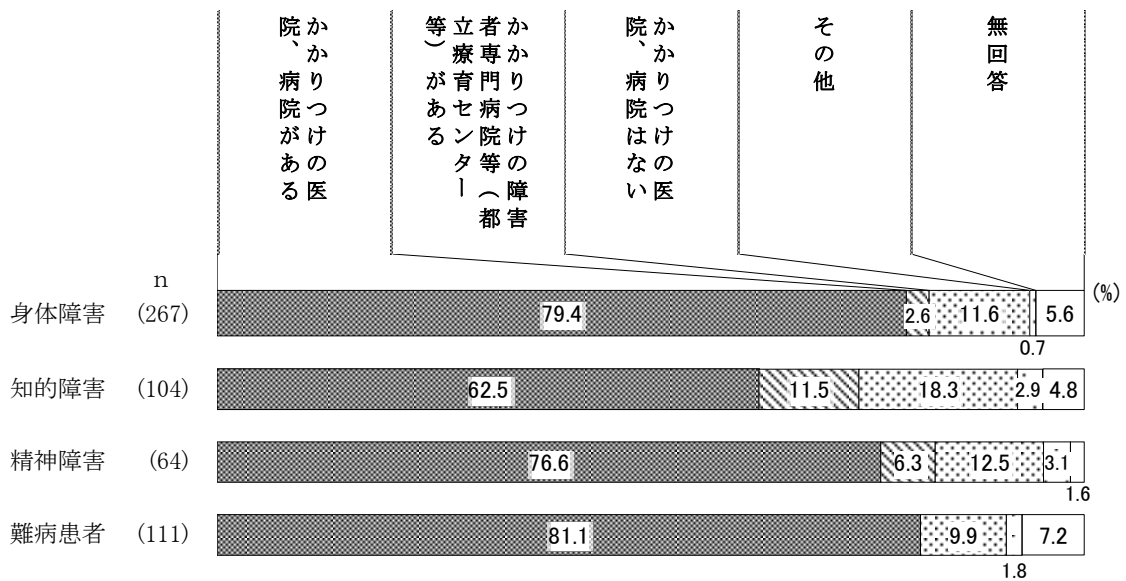 かかりつけの医
院、病院がある
かかりつけの障害
者専門病院等（都
立療育センター
等）がある
かかりつけの医
院、病院はない
その他
無回答
n
(%)
身体障害 (267) 79.4 2.6 11.6 5.6
0.7
知的障害 (104) 62.5 11.5 18.3 2.9 4.8
精神障害 (64) 76.6 6.3 12.5 3.1
1.6
難病患者 (111) 81.1 9.9 - 7.2
1.8